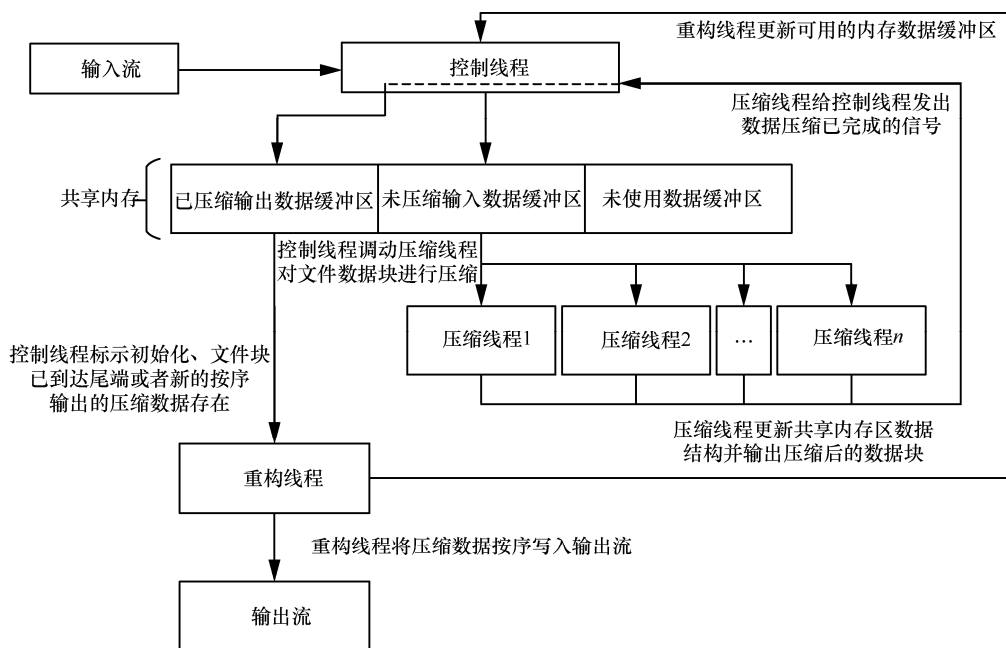 重构线程更新可用的内存数据缓冲区
输入流
控制线程
压缩线程给控制线程发出
数据压缩已完成的信号
共享内存
已压缩输出数据缓冲区
未压缩输入数据缓冲区
未使用数据缓冲区
控制线程调动压缩线程
对文件数据块进行压缩
压缩线程1
压缩线程2
…
压缩线程n
控制线程标示初始化、文件块
已到达尾端或者新的按序
输出的压缩数据存在
压缩线程更新共享内存区数据
结构并输出压缩后的数据块
重构线程
重构线程将压缩数据按序写入输出流
输出流